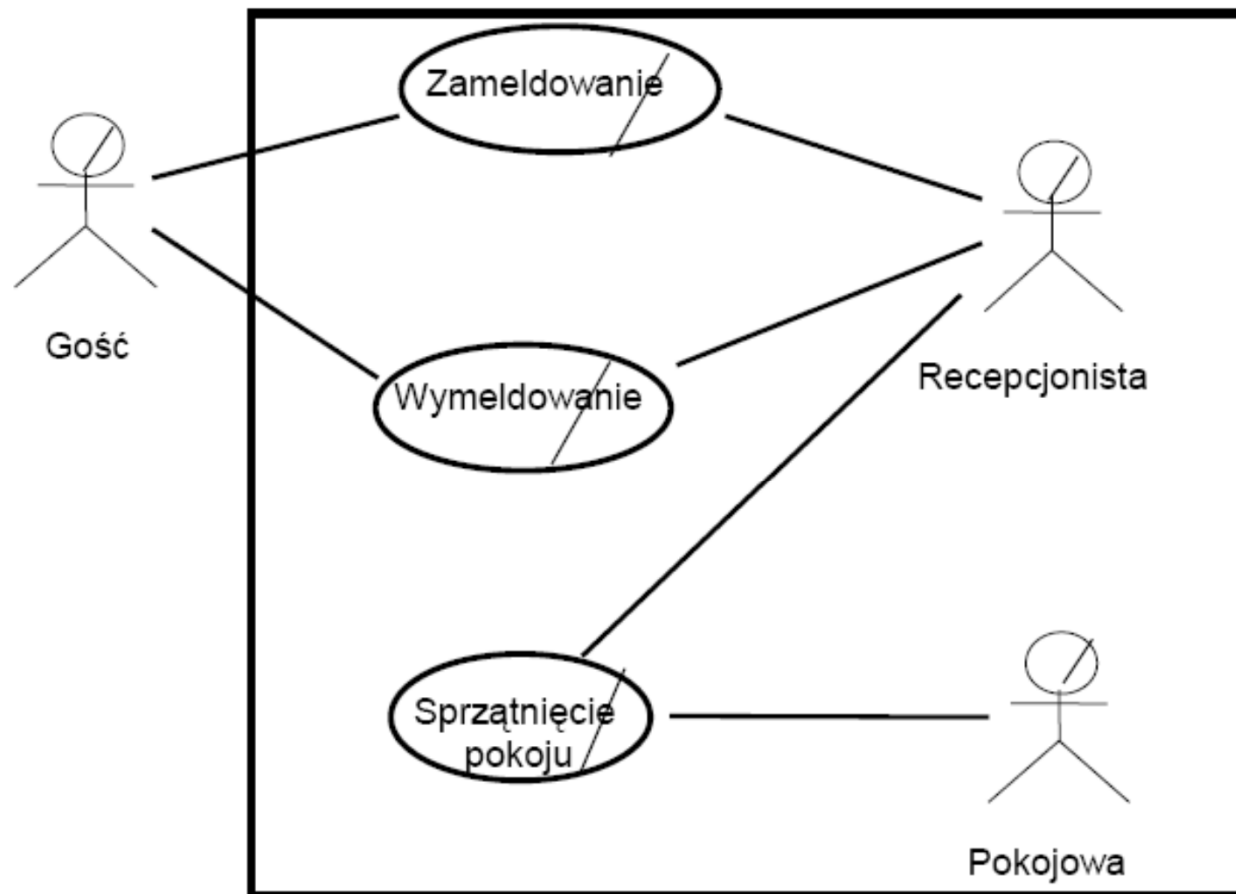 Zameldowanie
Gość
Recepcjonista
Wymeldowanie
Sprzątnięcie
pokoju
Pokojowa